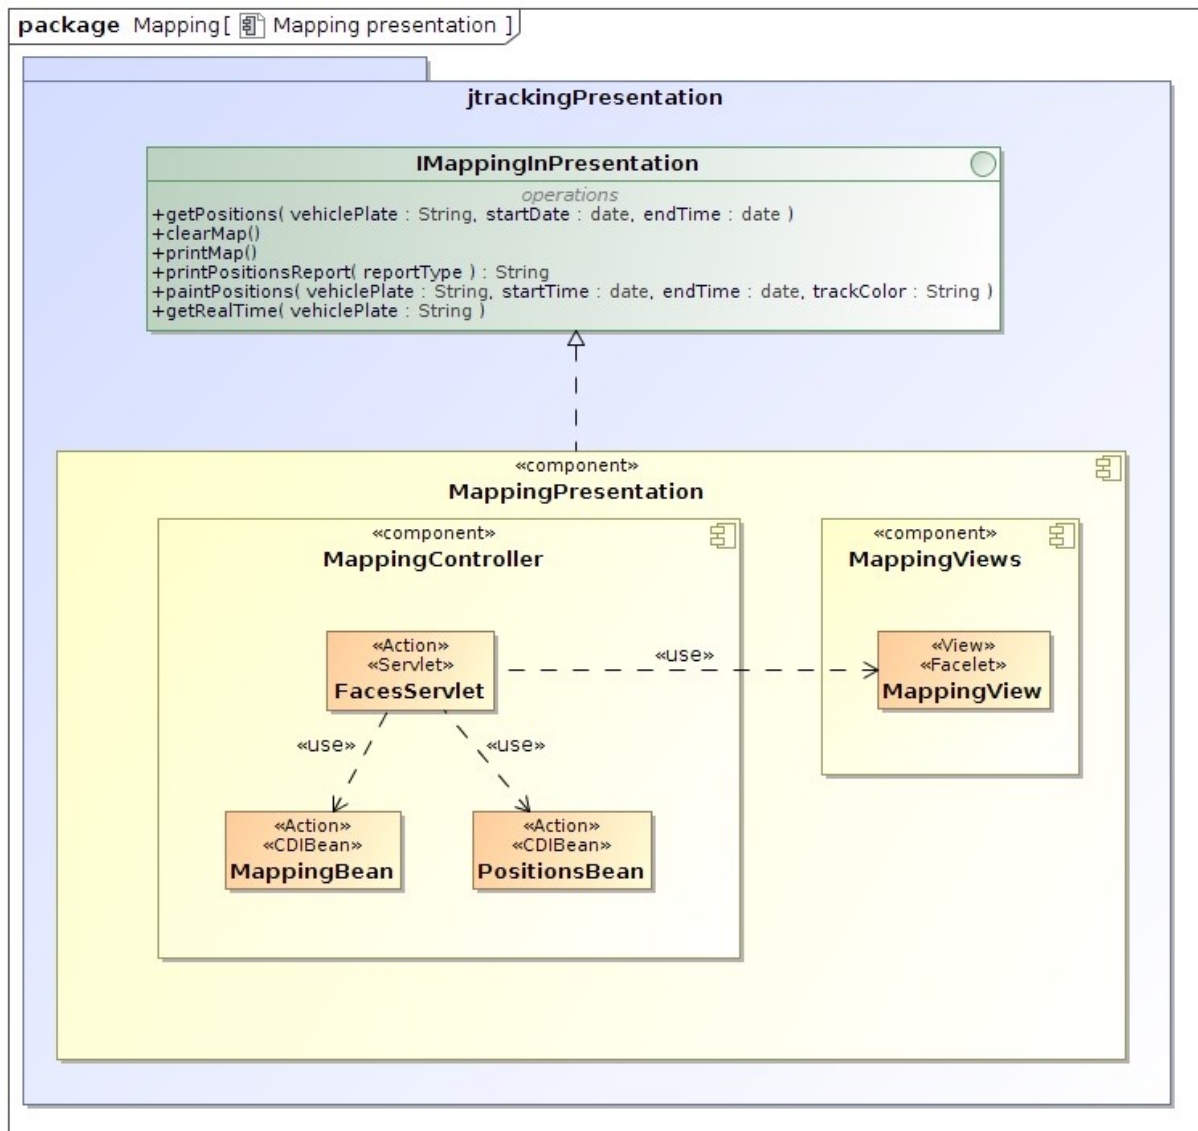 package Mapping[ Mapping presentation ]
jtrackingPresentation
IMappingInPresentation
operations
+getPositions( vehiclePlate : String, startDate : date, endTime : date )
+clearMap()
+printMap()
+printPositionsReport( reportType ) : String
+paintPositions( vehiclePlate : String, startTime : date, endTime : date, trackColor : String )
+getRealTime( vehiclePlate : String )
«component»
MappingPresentation
«component»
MappingController
«component»
MappingViews
«Action»
«Servlet»
FacesServlet
«use»
«View»
«Facelet»
MappingView
«use»
«use»
«Action»
«CDIBean»
MappingBean
«Action»
«CDIBean»
PositionsBean